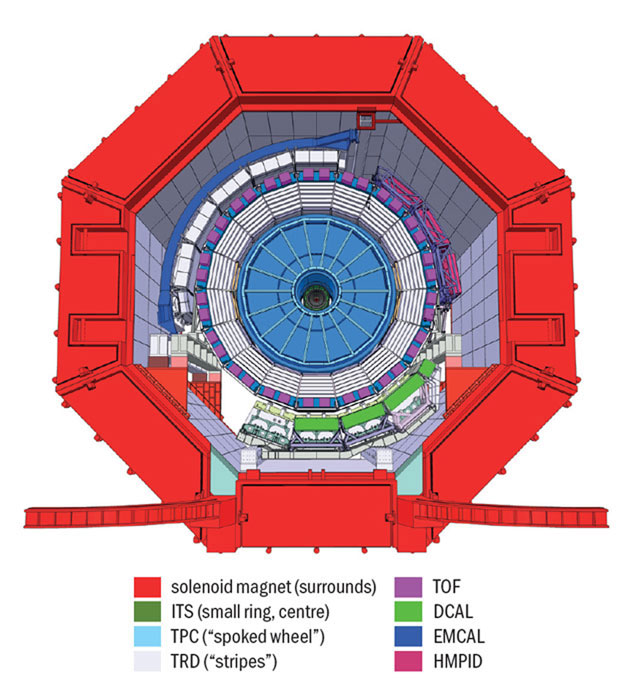 solenoid magnet (surrounds)
ITS (small ring, centre)
TPC (“spoked wheel”)
TRD (“stripes”)
TOF
DCAL
EMCAL
HMPID